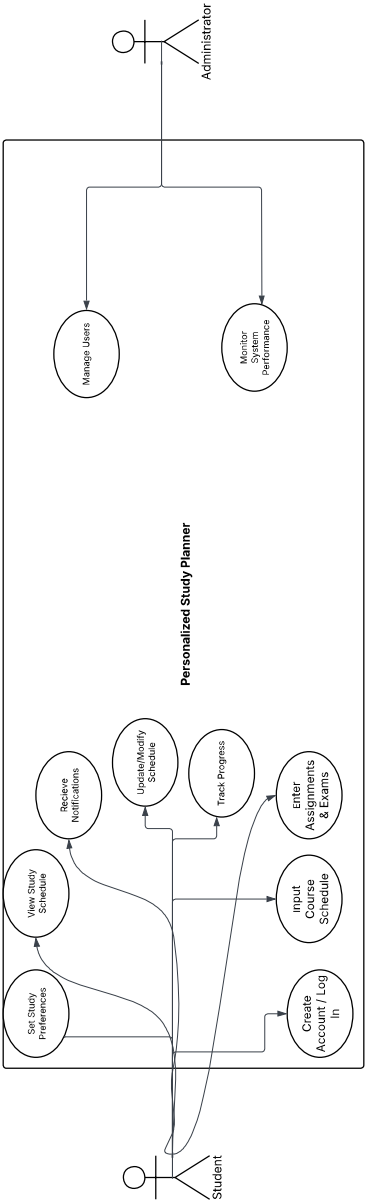 Set Study
Preferences
View Study
Schedule
Recieve
Notifications
Manage Users
Update/Modify
Schedule
Personalized Study Planner
Administrator
Student
Track Progress
Monitor
System
Performance
Create
Account / Log
In
Input
Course
Schedule
Enter
Assignments
& Exams